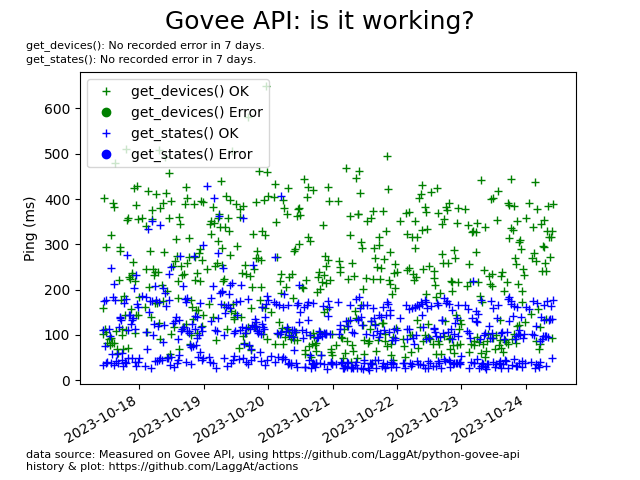 Govee API: is it working?
get_devices(): No recorded error in 7 days.
get_states(): No recorded error in 7 days.
get_devices() OK
get_devices() Error
get_states() OK
get_states() Error
Ping (ms)
600
500
400
300
200
100
0
2023-10-18
2023-10-19
2023-10-20
2023-10-21
2023-10-22
2023-10-23
2023-10-24
data source: Measured on Govee API, using https://github.com/LaggAt/python-govee-api
history & plot: https://github.com/LaggAt/actions